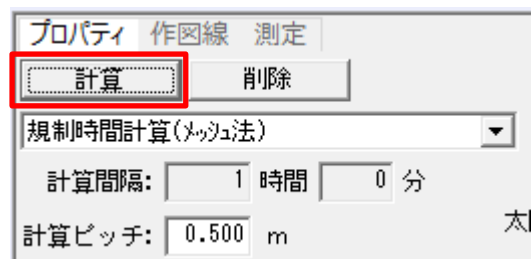 プロパティ 作図線 測定
計算 削除
規制時間計算(メッシュ法)
計算間隔: 1 時間 0 分
計算ピッチ: 0.500 m
太